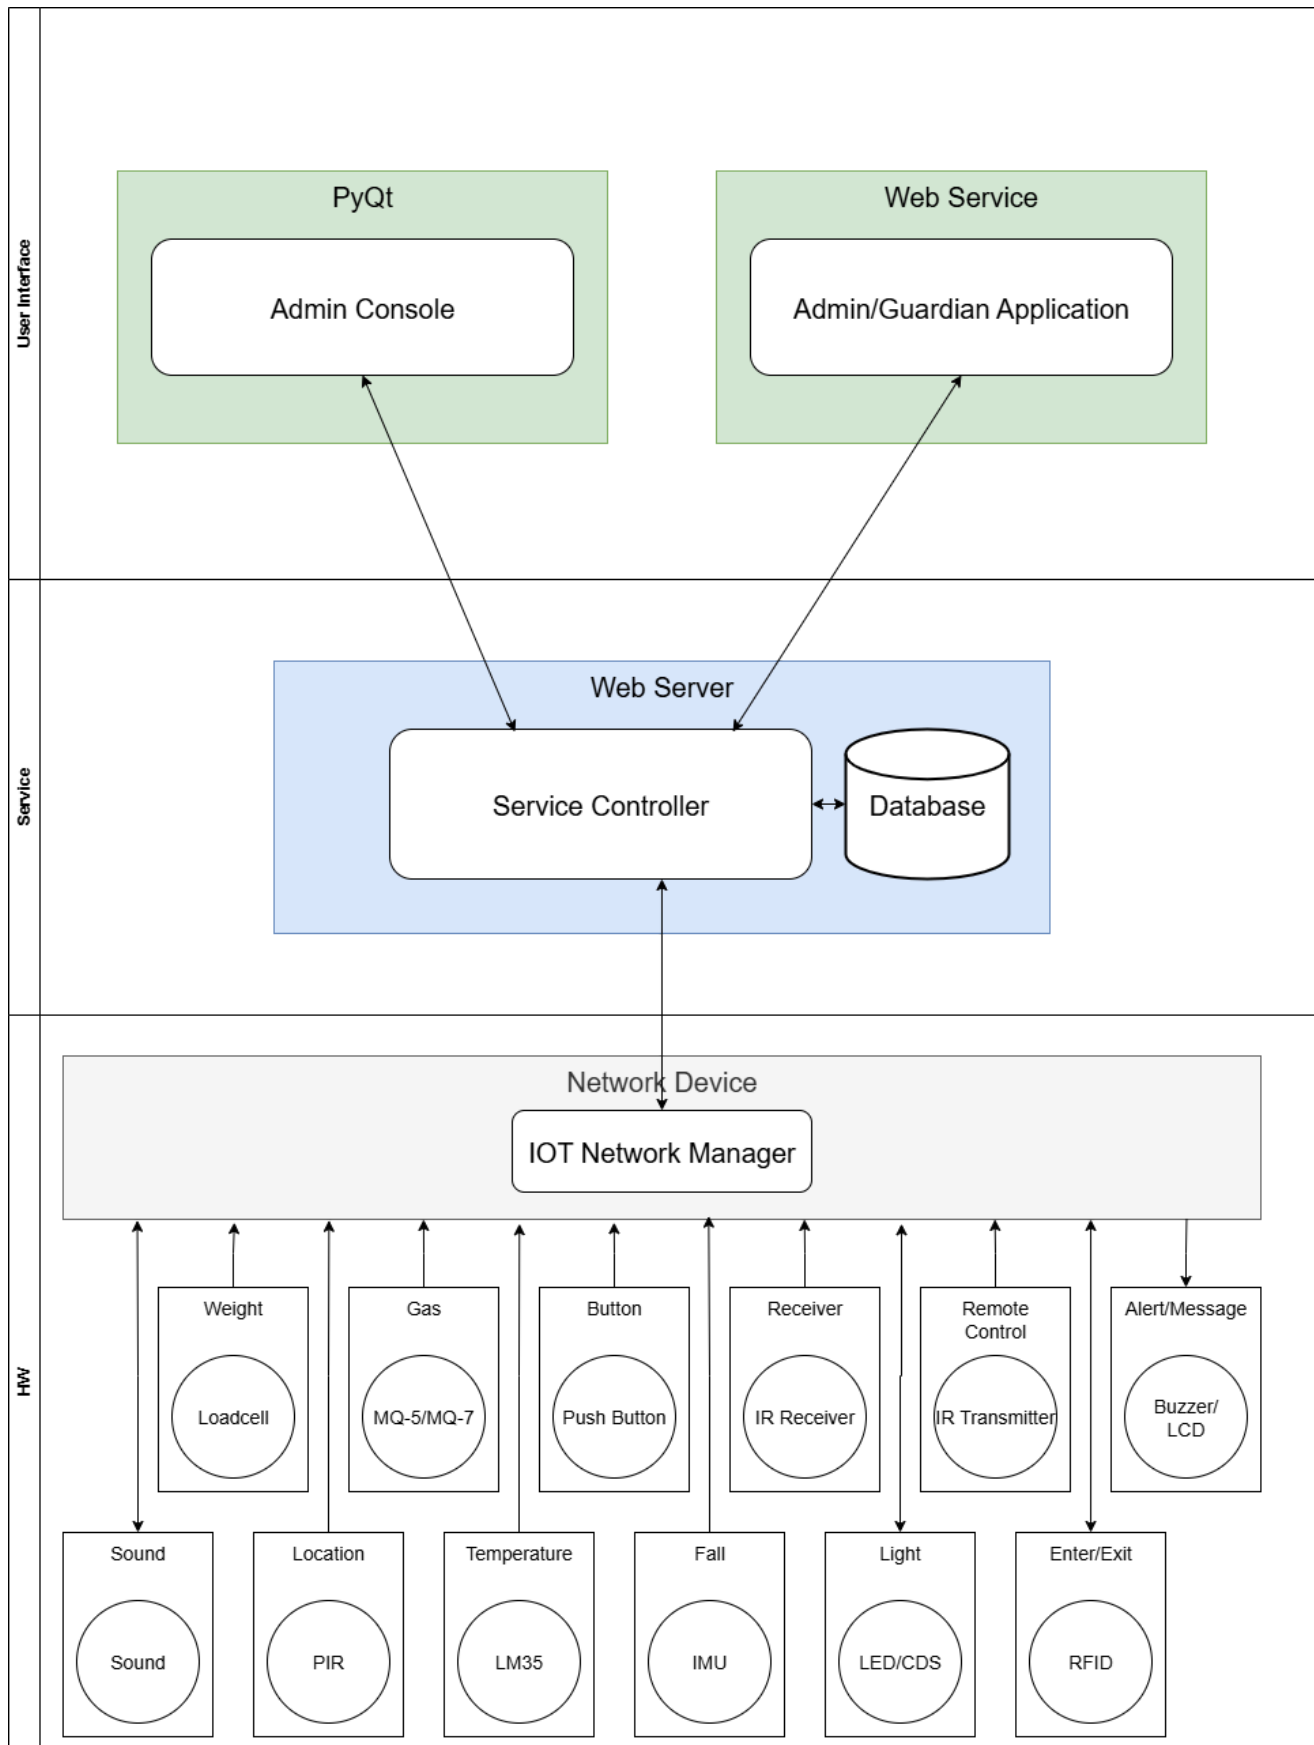 User Interface
PyQt
Web Service
Admin Console
Admin/Guardian Application
Service
Web Server
Service Controller
Database
HW
Network Device
IOT Network Manager
Weight
Gas
Button
Receiver
Remote
Control
Alert/Message
Loadcell
MQ-5/MQ-7
Push Button
IR Receiver
IR Transmitter
Buzzer/
LCD
Sound
Location
Temperature
Fall
Light
Enter/Exit
Sound
PIR
LM35
IMU
LED/CDS
RFID